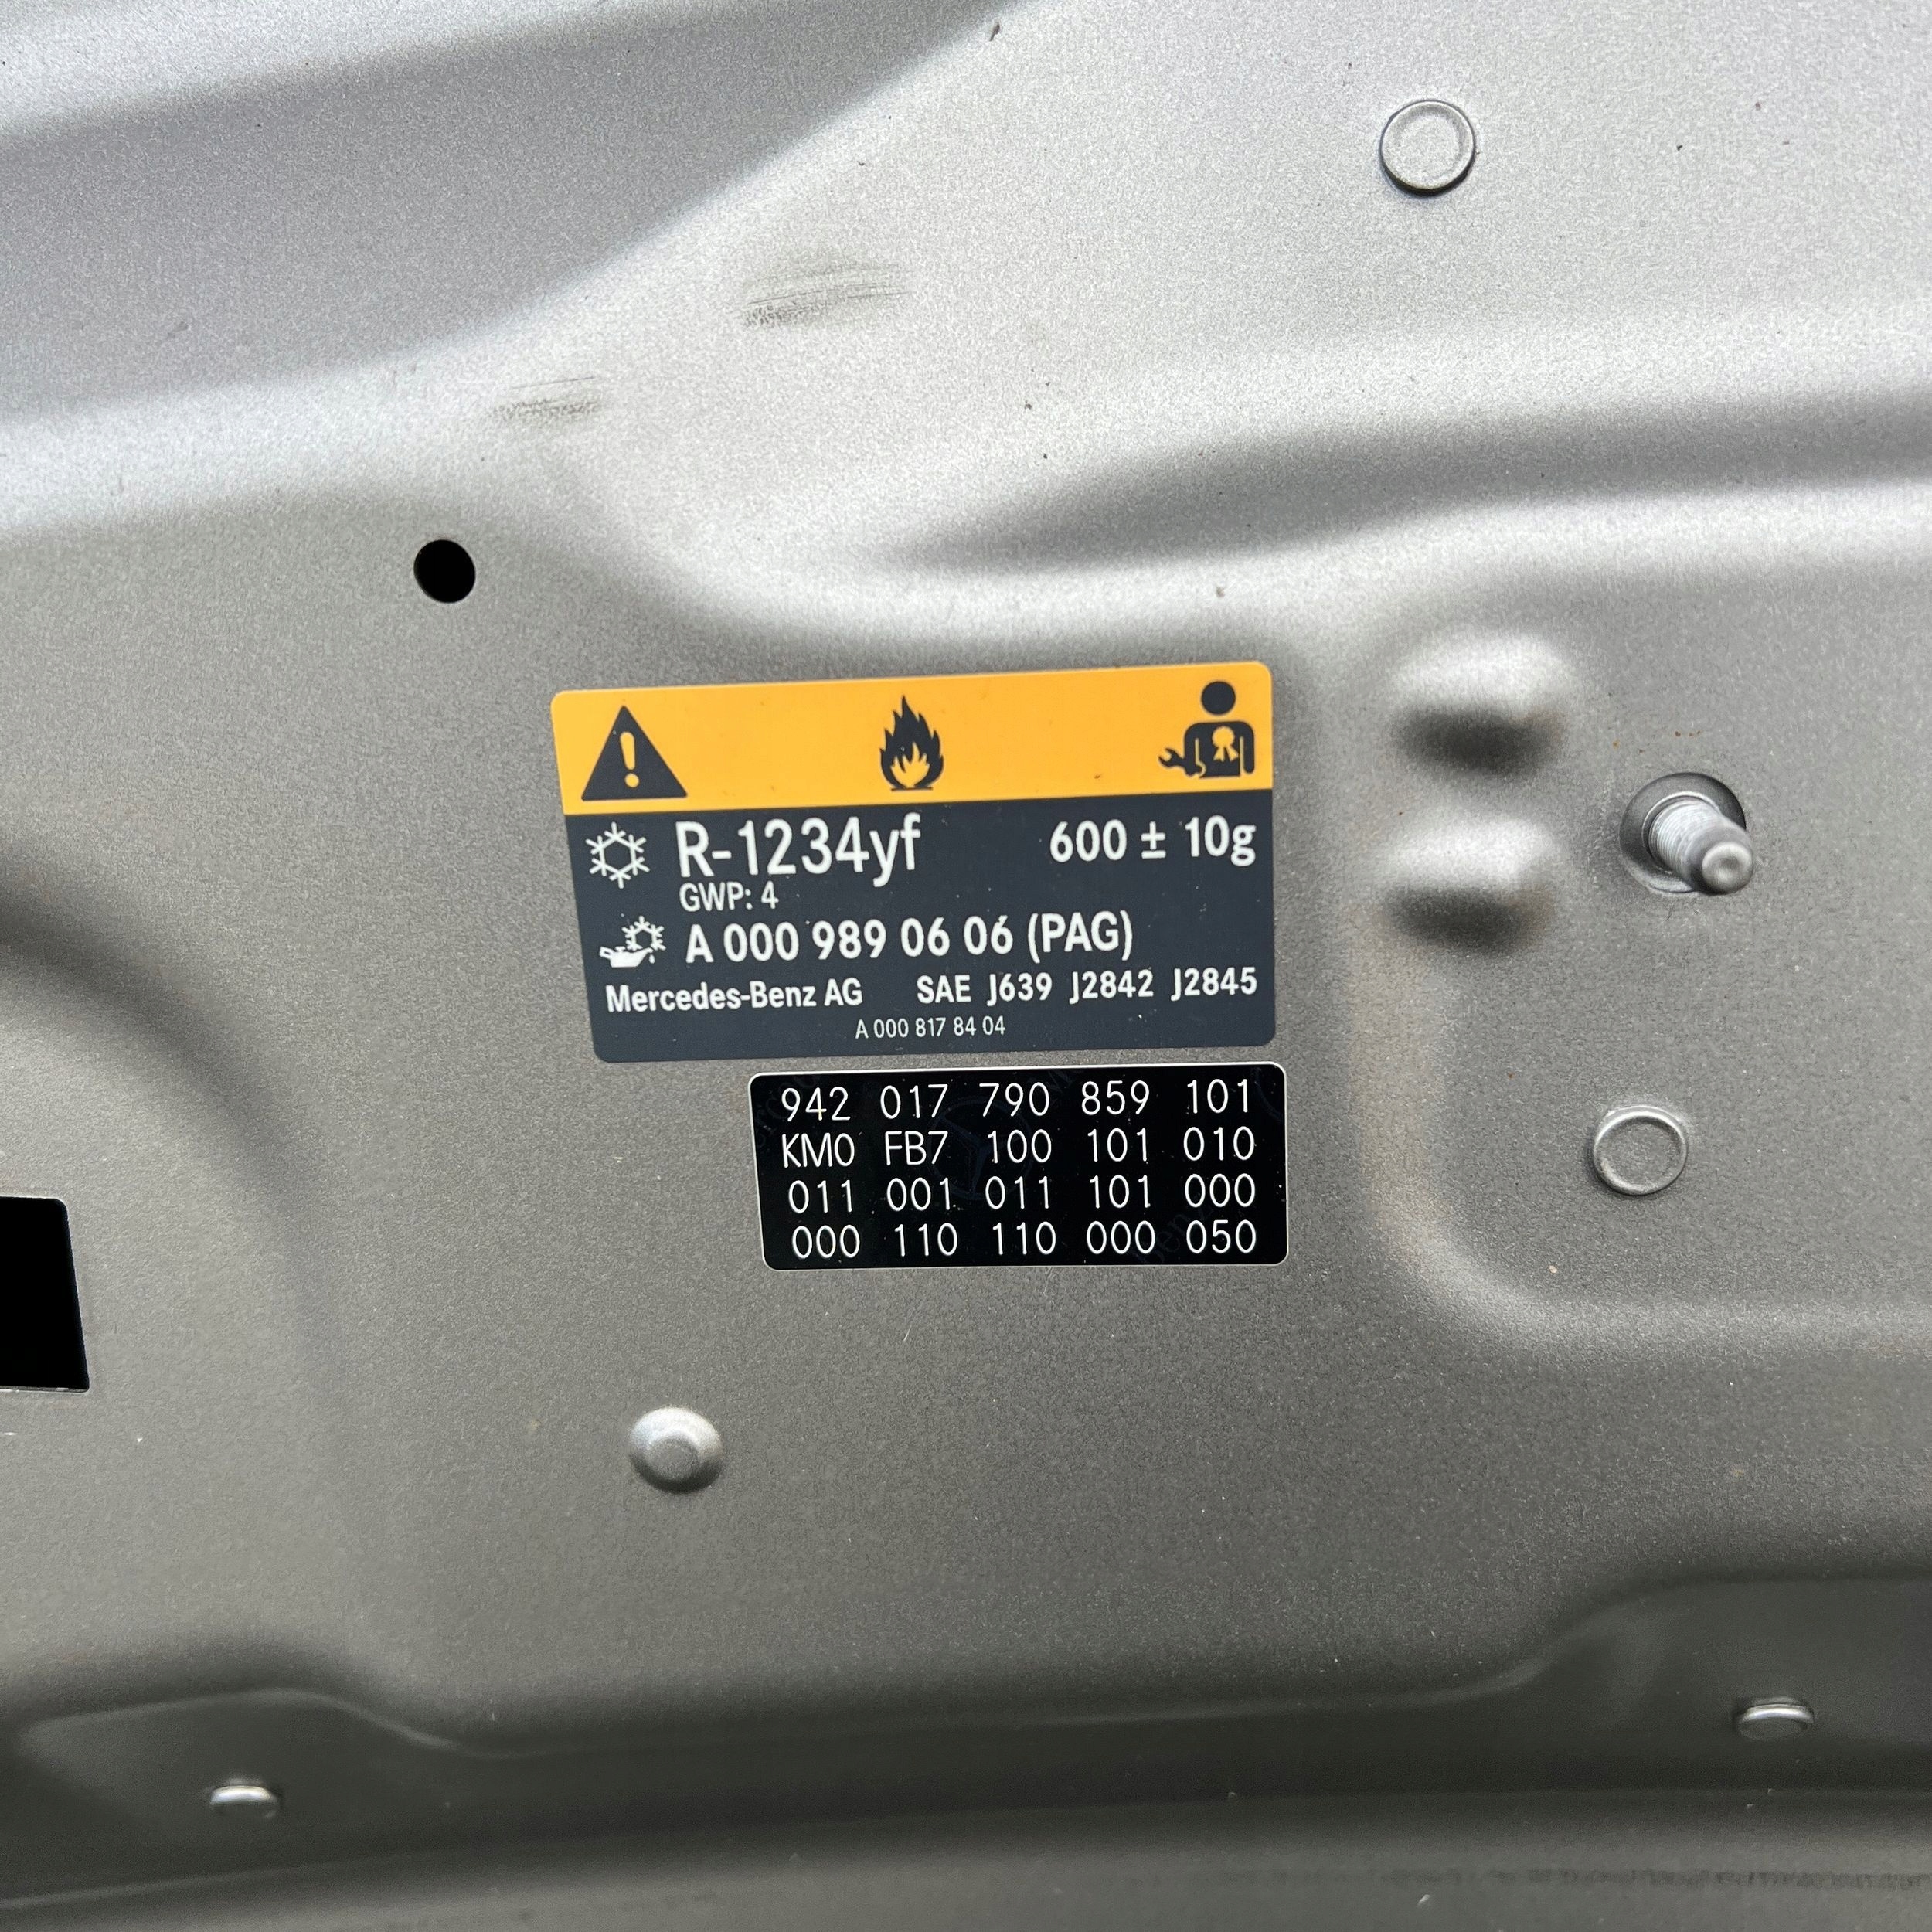 R-1234yf 600 ± 10g
GWP: 4
A 000 989 06 06 (PAG)
Mercedes-Benz AG SAE J639 J2842 J2845
A 000 817 84 04
942 017 790 859 101
KM0 FB7 100 101 010
011 001 011 101 000
000 110 110 000 050